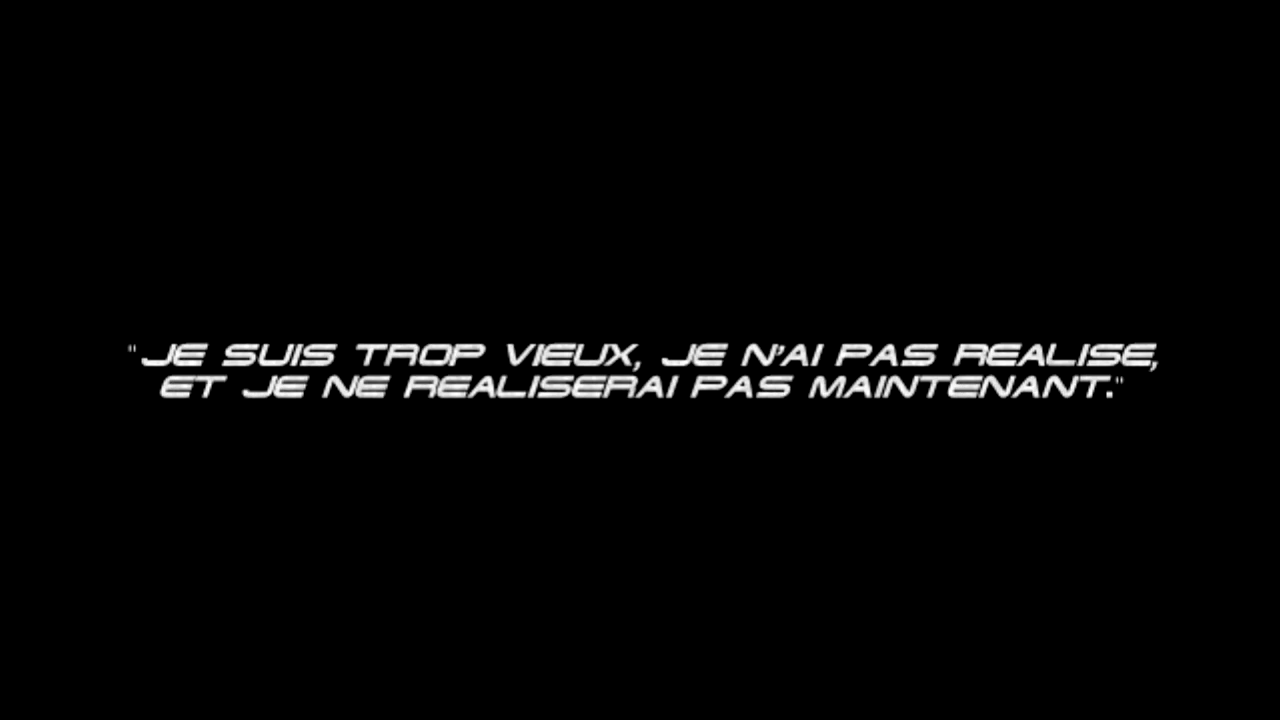 "JE SUIS TROP VIEUX, JE N'AI PAS REALISE,
ET JE NE REALISERAI PAS MAINTENANT."